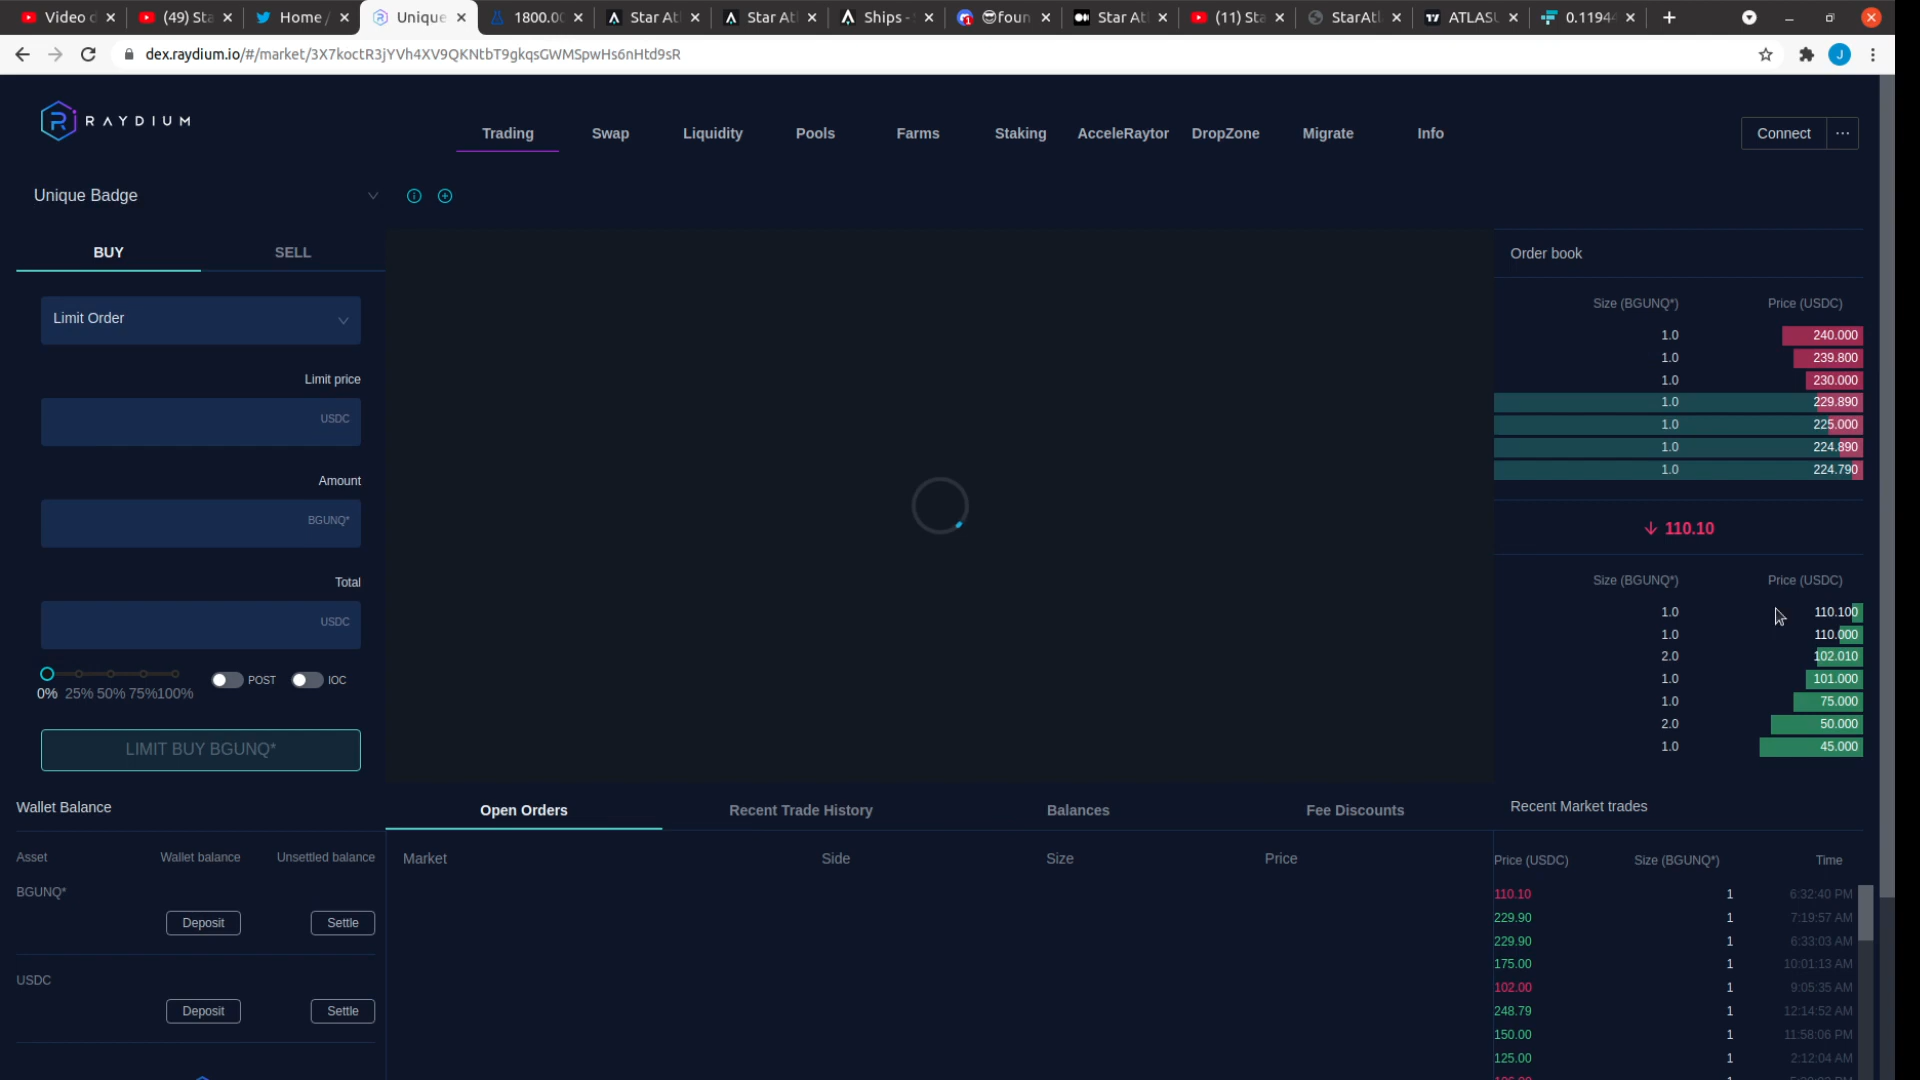 Video d
(49) Sta
Home /
Unique
1800.00
Star Atl
Star Atl
Ships -
foun
Star Atl
(11) Sta
StarAtl
ATLASU
0.1194
dex.raydium.io/#/market/3X7koctR3jYVh4XV9QKNtbT9gkqsGWMSpwHs6nHtd9sR
J
RAYDIUM
Trading Swap Liquidity Pools Farms Staking AcceleRaytor DropZone Migrate Info
Connect ...
Unique Badge
BUY SELL
Limit Order
Limit price
USDC
Amount
BGUNQ*
Total
USDC
0% 25% 50% 75%100%
POST IOC
LIMIT BUY BGUNQ*
Order book
Size (BGUNQ*) Price (USDC)
1.0 240.000
1.0 239.800
1.0 230.000
1.0 229.890
1.0 225.000
1.0 224.890
1.0 224.790
↓ 110.10
Size (BGUNQ*) Price (USDC)
1.0 110.100
1.0 110.000
2.0 102.010
1.0 101.000
1.0 75.000
2.0 50.000
1.0 45.000
Wallet Balance
Asset Wallet balance Unsettled balance
BGUNQ*
Deposit Settle
USDC
Deposit Settle
Open Orders Recent Trade History Balances Fee Discounts
Market Side Size Price
Recent Market trades
Price (USDC) Size (BGUNQ*) Time
110.10 1 6:32:40 PM
229.90 1 7:19:57 AM
229.90 1 6:33:03 AM
175.00 1 10:01:13 AM
102.00 1 9:05:35 AM
248.79 1 12:14:52 AM
150.00 1 11:58:06 PM
125.00 1 2:12:04 AM